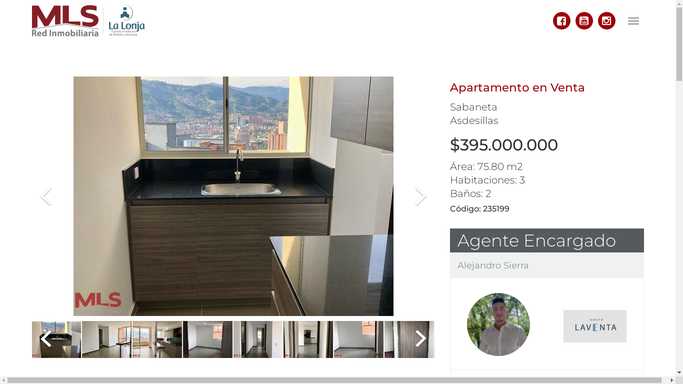 MLS
Red Inmobiliaria
La Lonja
Apartamento en Venta
Sabaneta
Asdesillas
$395.000.000
Área: 75.80 m2
Habitaciones: 3
Baños: 2
Código: 235199
MLS
Agente Encargado
Alejandro Sierra
LAVENTA